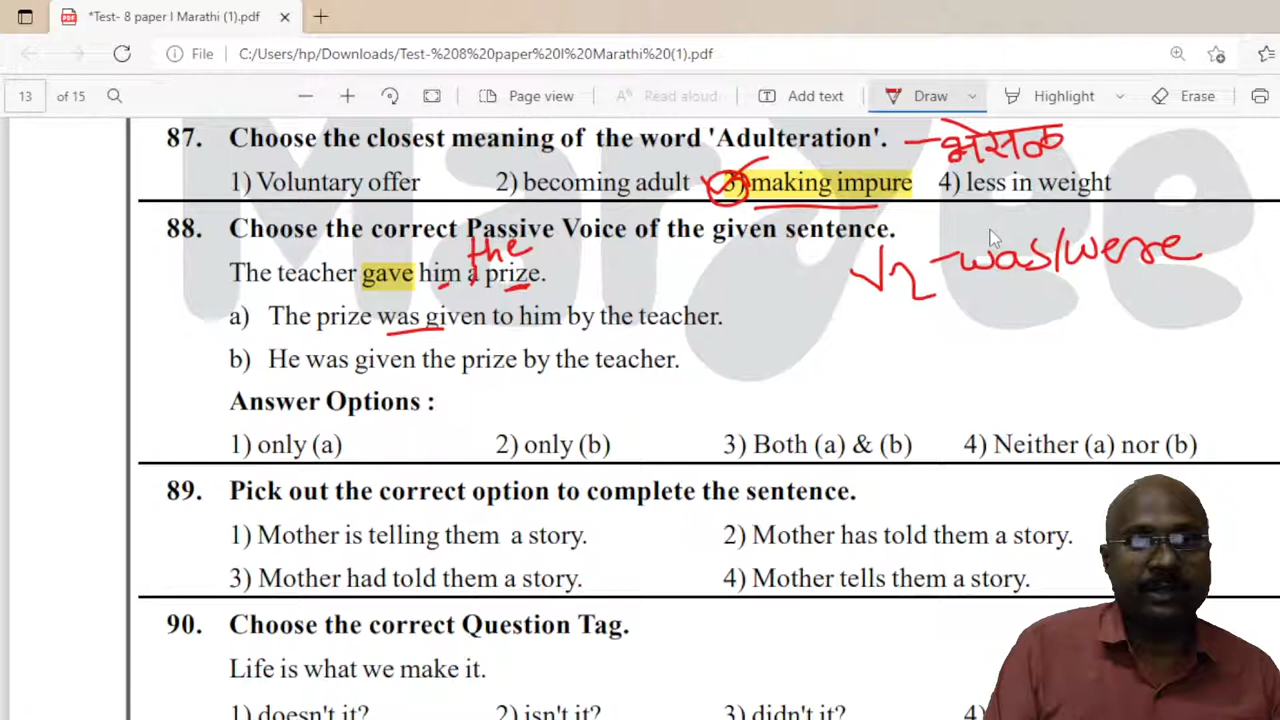 *Test- 8 paper I Marathi (1).pdf
File C:/Users/hp/Downloads/Test-%208%20paper%20I%20Marathi%20(1).pdf
13 of 15 Page view Read aloud Add text Draw Highlight Erase
87. Choose the closest meaning of the word 'Adulteration'. – भेसळ
1) Voluntary offer 2) becoming adult 3) making impure 4) less in weight
88. Choose the correct Passive Voice of the given sentence.
the
The teacher gave him a prize.
V2 – was/were
a) The prize was given to him by the teacher.
b) He was given the prize by the teacher.
Answer Options :
1) only (a) 2) only (b) 3) Both (a) & (b) 4) Neither (a) nor (b)
89. Pick out the correct option to complete the sentence.
1) Mother is telling them a story. 2) Mother has told them a story.
3) Mother had told them a story. 4) Mother tells them a story.
90. Choose the correct Question Tag.
Life is what we make it.
1) doesn't it? 2) isn't it? 3) didn't it? 4)